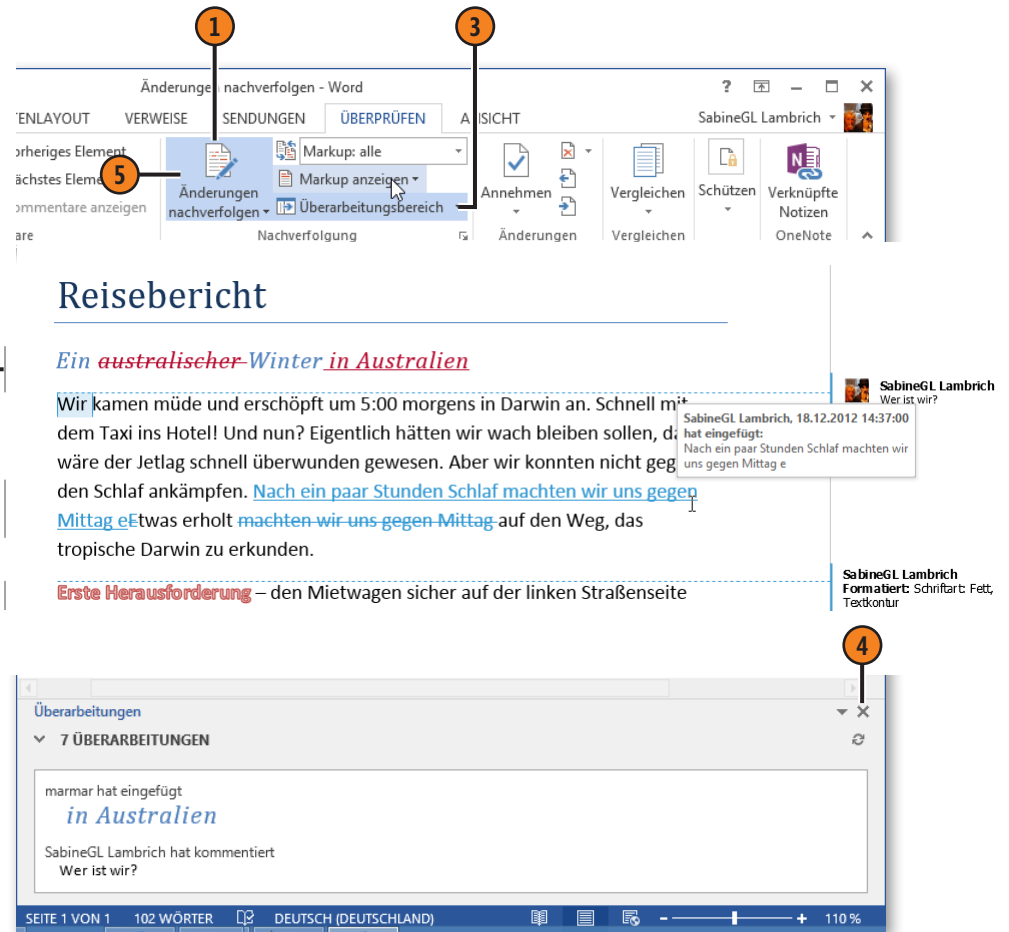 1
3
Änderungen nachverfolgen - Word
?
ENLAYOUT VERWEISE SENDUNGEN ÜBERPRÜFEN ANSICHT SabineGL Lambrich
orheriges Element
ächstes Eleme
ommentare anzeigen
are
5
Änderungen
nachverfolgen
Markup: alle
Markup anzeigen
Überarbeitungsbereich
Nachverfolgung
Annehmen
Änderungen
Vergleichen
Vergleichen
Schützen
Verknüpfte
Notizen
OneNote
Reisebericht
Ein australischer Winter in Australien
Wir kamen müde und erschöpft um 5:00 morgens in Darwin an. Schnell mit
dem Taxi ins Hotel! Und nun? Eigentlich hätten wir wach bleiben sollen, da
wäre der Jetlag schnell überwunden gewesen. Aber wir konnten nicht geg
den Schlaf ankämpfen. Nach ein paar Stunden Schlaf machten wir uns gegen
Mittag eEtwas erholt machten wir uns gegen Mittag auf den Weg, das
tropische Darwin zu erkunden.
Erste Herausforderung – den Mietwagen sicher auf der linken Straßenseite
SabineGL Lambrich
Wer ist wir?
SabineGL Lambrich, 18.12.2012 14:37:00
hat eingefügt:
Nach ein paar Stunden Schlaf machten wir
uns gegen Mittag e
SabineGL Lambrich
Formatiert: Schriftart: Fett,
Textkontur
4
Überarbeitungen
7 ÜBERARBEITUNGEN
marmar hat eingefügt
in Australien
SabineGL Lambrich hat kommentiert
Wer ist wir?
SEITE 1 VON 1 102 WÖRTER DEUTSCH (DEUTSCHLAND) - + 110 %